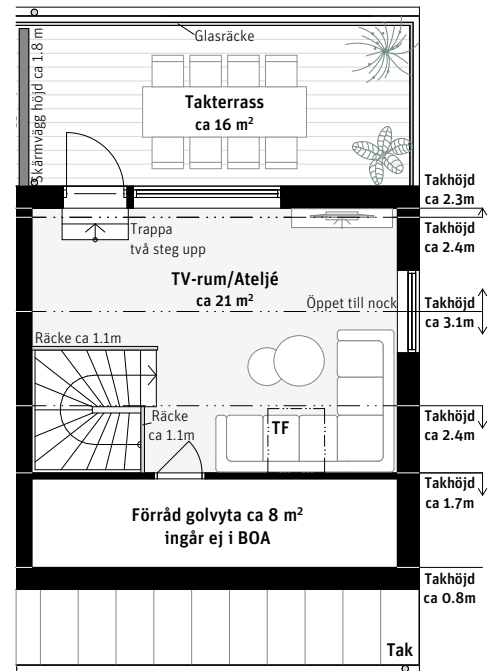 Glasräcke
Skärmvägg höjd ca 1.8 m
Takterrass
ca 16 m²
Takhöjd
ca 2.3m
Trappa
två steg upp
Takhöjd
ca 2.4m
TV-rum/Ateljé
ca 21 m²
Öppet till nock
Takhöjd
ca 3.1m
Räcke ca 1.1m
Räcke
ca 1.1m
TF
Takhöjd
ca 2.4m
Takhöjd
ca 1.7m
Förråd golvyta ca 8 m²
ingår ej i BOA
Takhöjd
ca 0.8m
Tak